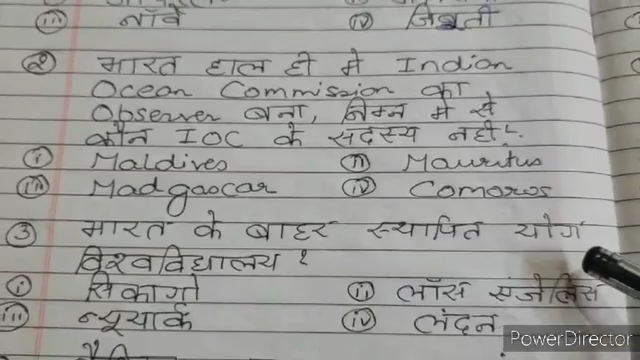 (iii) नॉर्वे (iv) जिबूती
(2) भारत हाल ही मे Indian
Ocean Commission का
Observer बना, निम्न मे से
कौन IOC के सदस्य नही?
(i) Maldives (ii) Mauritus
(iii) Madgascar (iv) Comoros
(3) भारत के बाहर स्थापित योग
विश्वविद्यालय?
(i) सिकागो (ii) लॉस संजेलिस
(iii) न्यूयार्क (iv) लंदन
PowerDirector